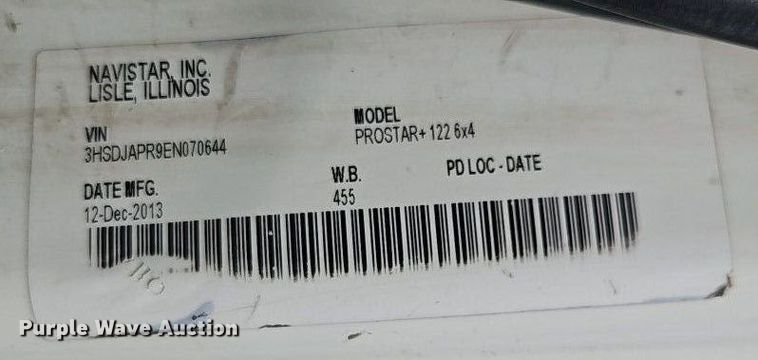 NAVISTAR, INC.
LISLE, ILLINOIS
VIN
3HSDJAPR9EN070644
MODEL
PROSTAR+ 122 6x4
DATE MFG.
12-Dec-2013
W.B.
455
PD LOC - DATE
Purple Wave Auction